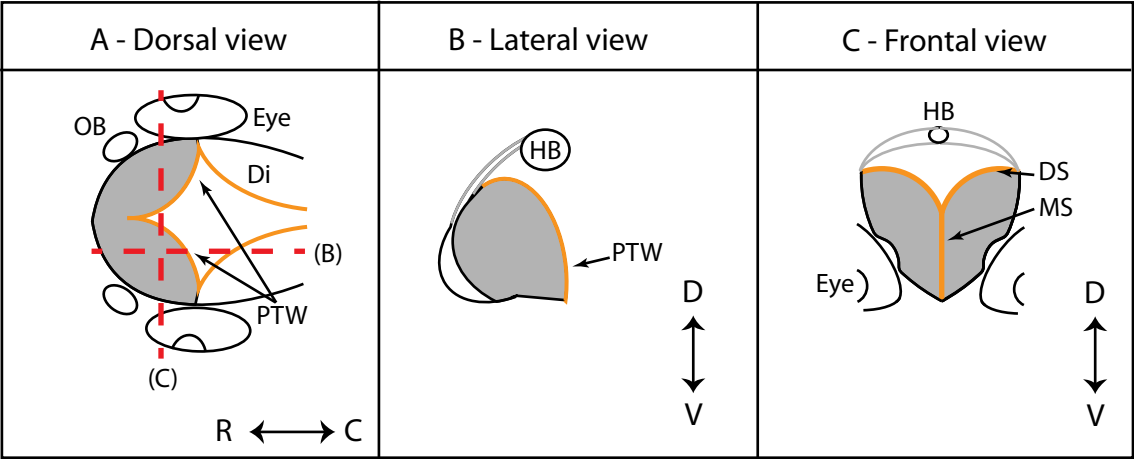 A - Dorsal view
B - Lateral view
C - Frontal view
OB
Eye
Di
(B)
PTW
(C)
R
C
HB
PTW
D
V
HB
DS
MS
Eye
D
V